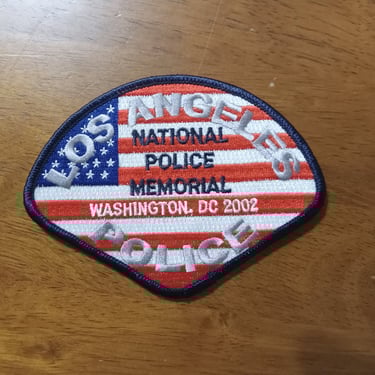 LOS ANGELES
NATIONAL
POLICE
MEMORIAL
WASHINGTON, DC 2002
POLICE